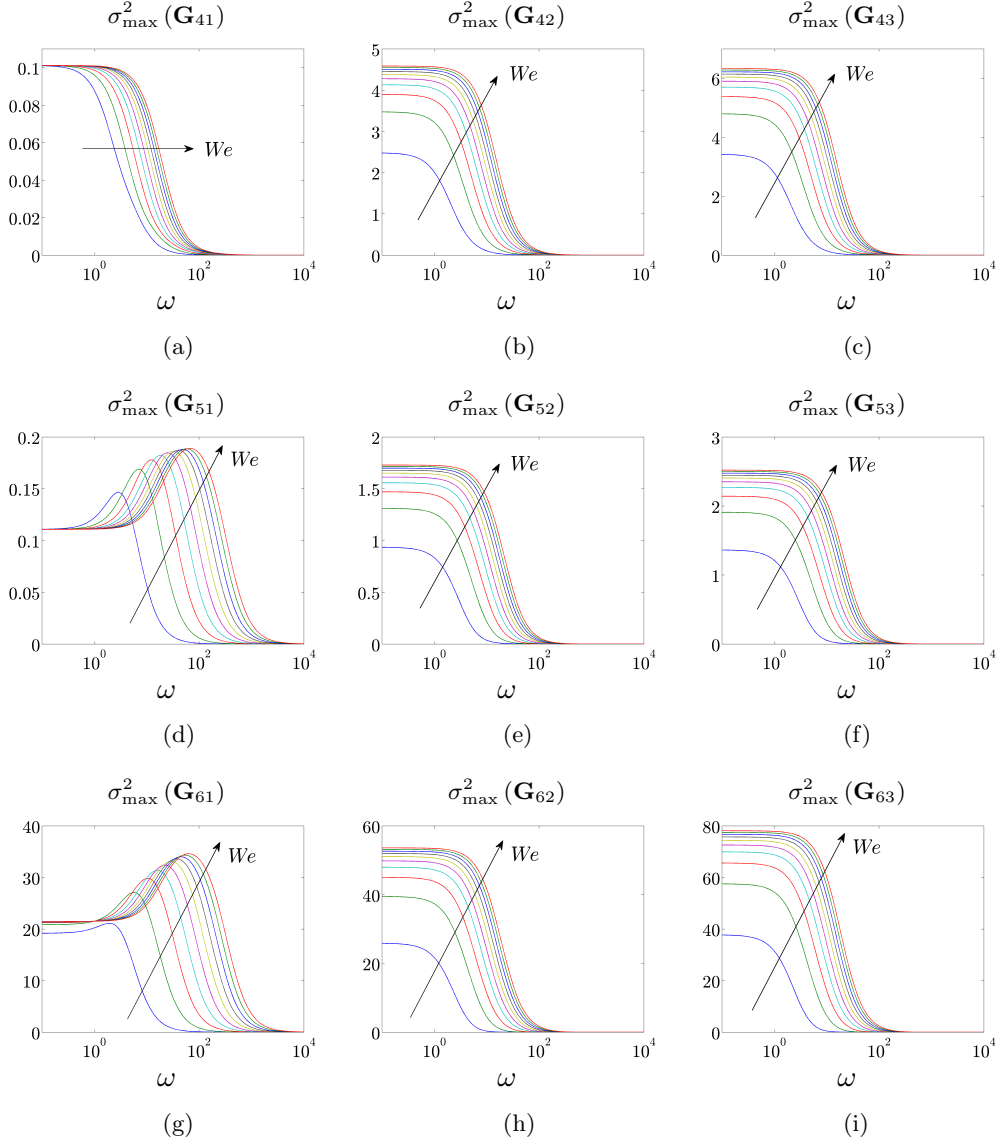 σ²max (G41)
0.1
0.08
0.06
0.04
0.02
0
We
10^0
10^2
10^4
ω
(a)
σ²max (G42)
5
4
3
2
1
0
We
10^0
10^2
10^4
ω
(b)
σ²max (G43)
6
4
2
0
We
10^0
10^2
10^4
ω
(c)
σ²max (G51)
0.2
0.15
0.1
0.05
0
We
10^0
10^2
10^4
ω
(d)
σ²max (G52)
2
1.5
1
0.5
0
We
10^0
10^2
10^4
ω
(e)
σ²max (G53)
3
2
1
0
We
10^0
10^2
10^4
ω
(f)
σ²max (G61)
40
30
20
10
0
We
10^0
10^2
10^4
ω
(g)
σ²max (G62)
60
40
20
0
We
10^0
10^2
10^4
ω
(h)
σ²max (G63)
80
60
40
20
0
We
10^0
10^2
10^4
ω
(i)